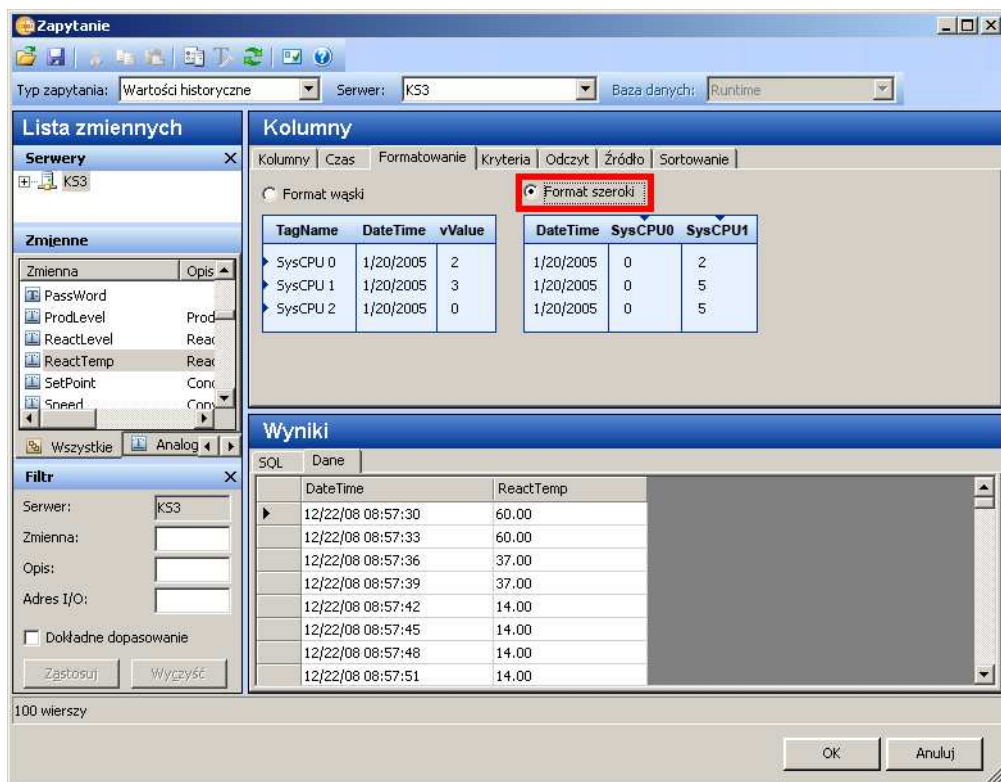 Zapytanie
Typ zapytania: Wartości historyczne Serwer: KS3 Baza danych: Runtime
Lista zmiennych
Serwery
KS3
Zmienne
Zmienna Opis
PassWord
ProdLevel Prod
ReactLevel Reac
ReactTemp Reac
SetPoint Conc
Speed Conv
Wszystkie Analog
Filtr
Serwer: KS3
Zmienna:
Opis:
Adres I/O:
Dokładne dopasowanie
Zastosuj Wyczyść
Kolumny
Kolumny Czas Formatowanie Kryteria Odczyt Źródło Sortowanie
Format wąski Format szeroki
TagName DateTime vValue
SysCPU 0 1/20/2005 2
SysCPU 1 1/20/2005 3
SysCPU 2 1/20/2005 0
DateTime SysCPU0 SysCPU1
1/20/2005 0 2
1/20/2005 0 5
1/20/2005 0 5
Wyniki
SQL Dane
DateTime ReactTemp
12/22/08 08:57:30 60.00
12/22/08 08:57:33 60.00
12/22/08 08:57:36 37.00
12/22/08 08:57:39 37.00
12/22/08 08:57:42 14.00
12/22/08 08:57:45 14.00
12/22/08 08:57:48 14.00
12/22/08 08:57:51 14.00
100 wierszy
OK Anuluj